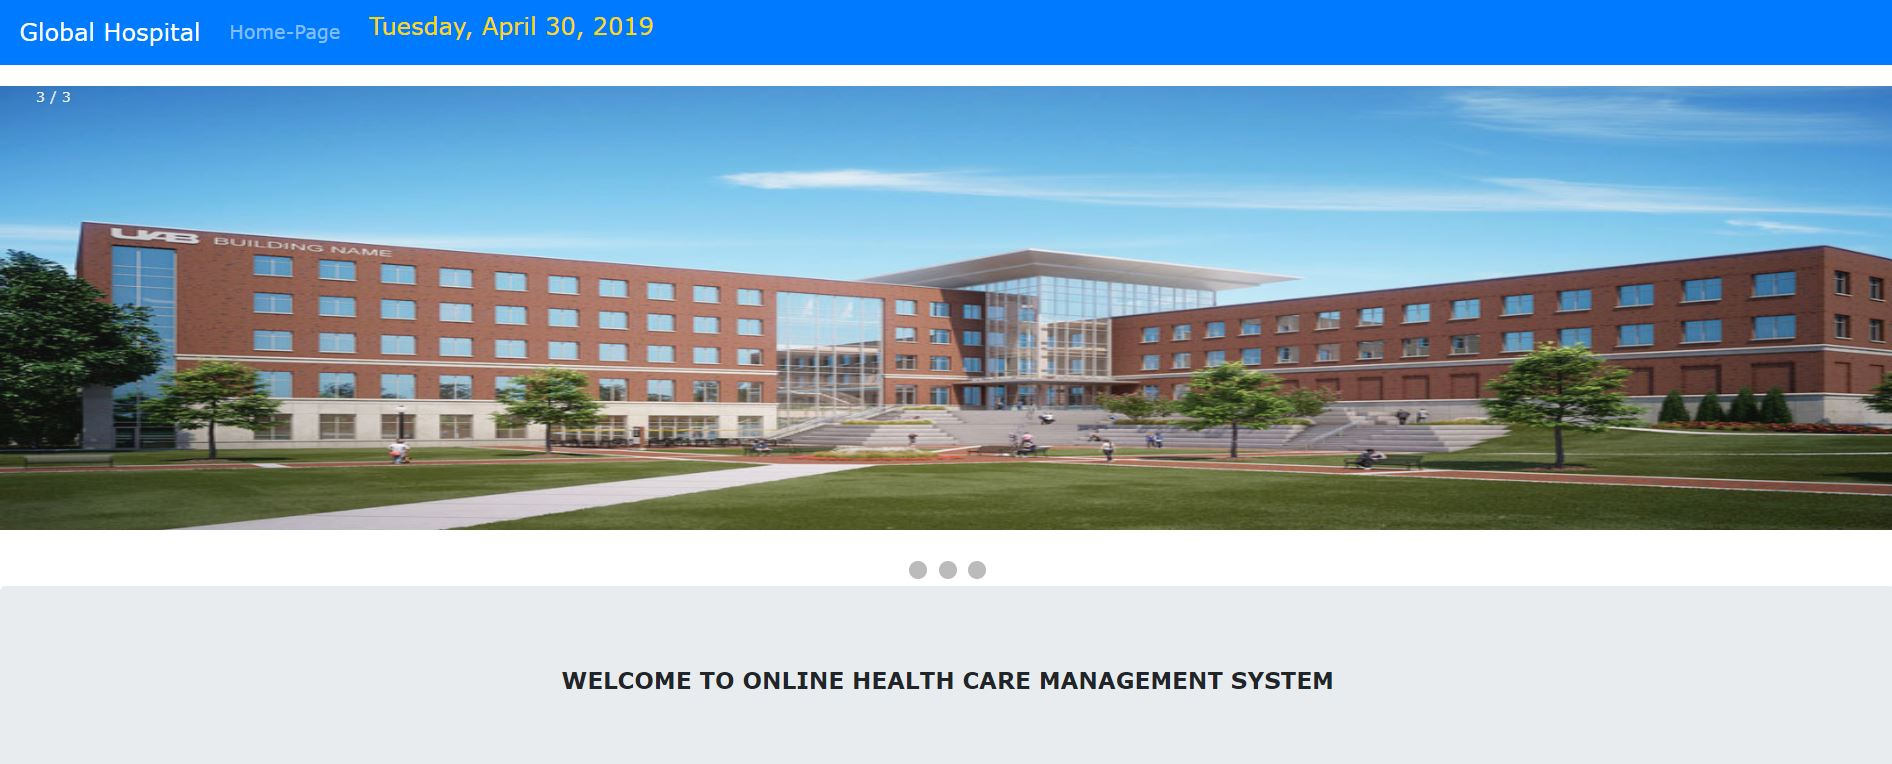 Global Hospital Home-Page Tuesday, April 30, 2019
3 / 3
UAB BUILDING NAME
WELCOME TO ONLINE HEALTH CARE MANAGEMENT SYSTEM